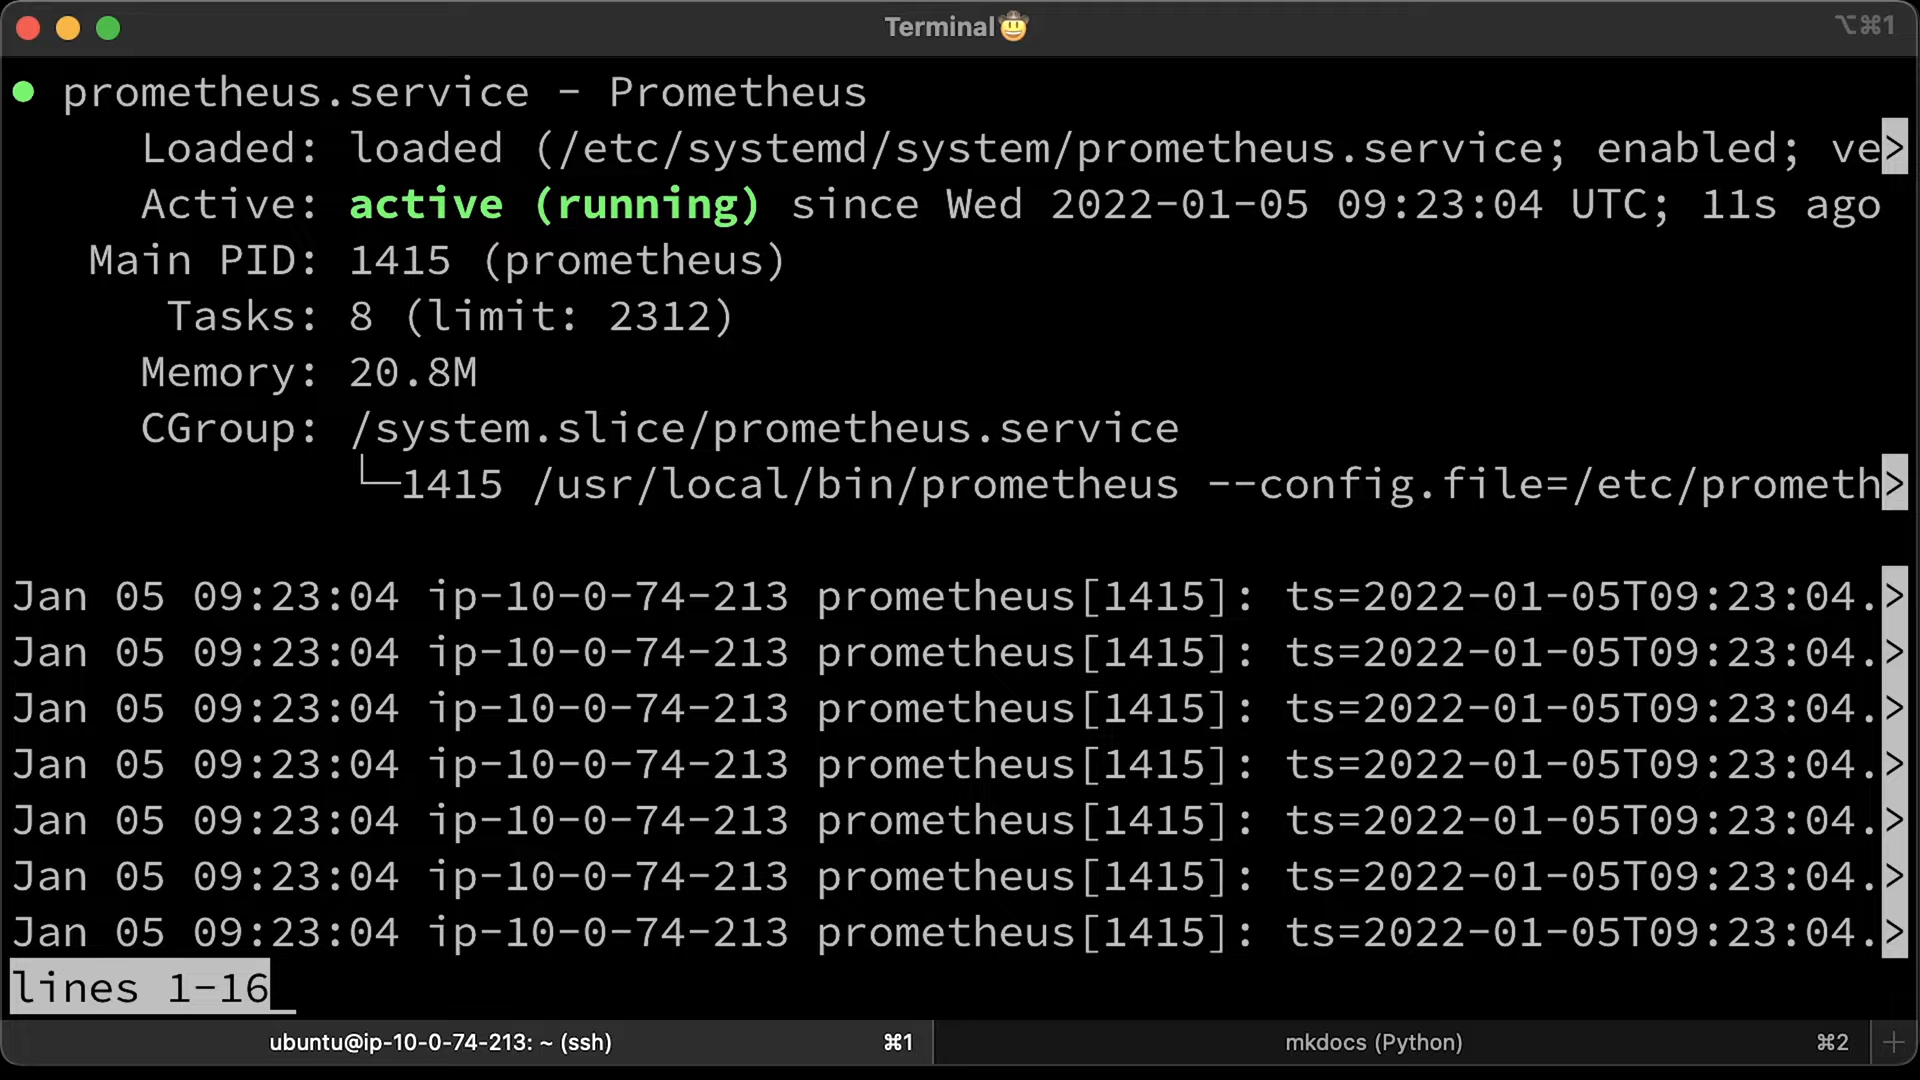 Terminal🤠
⌥⌘1
● prometheus.service - Prometheus
Loaded: loaded (/etc/systemd/system/prometheus.service; enabled; ve>
Active: active (running) since Wed 2022-01-05 09:23:04 UTC; 11s ago
Main PID: 1415 (prometheus)
Tasks: 8 (limit: 2312)
Memory: 20.8M
CGroup: /system.slice/prometheus.service
└─1415 /usr/local/bin/prometheus --config.file=/etc/prometh>
Jan 05 09:23:04 ip-10-0-74-213 prometheus[1415]: ts=2022-01-05T09:23:04.>
Jan 05 09:23:04 ip-10-0-74-213 prometheus[1415]: ts=2022-01-05T09:23:04.>
Jan 05 09:23:04 ip-10-0-74-213 prometheus[1415]: ts=2022-01-05T09:23:04.>
Jan 05 09:23:04 ip-10-0-74-213 prometheus[1415]: ts=2022-01-05T09:23:04.>
Jan 05 09:23:04 ip-10-0-74-213 prometheus[1415]: ts=2022-01-05T09:23:04.>
Jan 05 09:23:04 ip-10-0-74-213 prometheus[1415]: ts=2022-01-05T09:23:04.>
Jan 05 09:23:04 ip-10-0-74-213 prometheus[1415]: ts=2022-01-05T09:23:04.>
lines 1-16
ubuntu@ip-10-0-74-213: ~ (ssh) ⌘1
mkdocs (Python) ⌘2 +